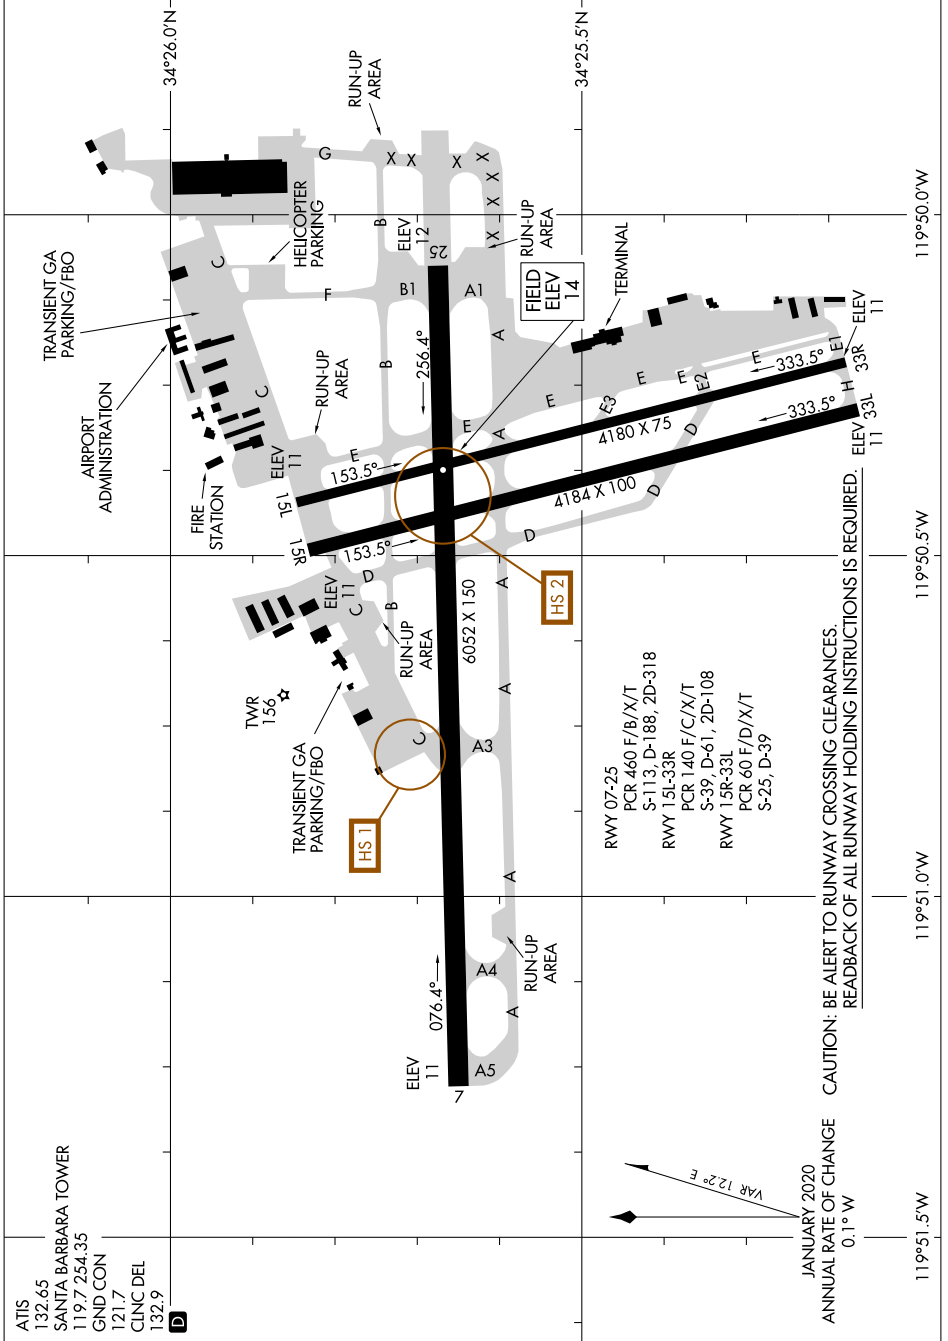 ATIS
132.65
SANTA BARBARA TOWER
119.7 254.35
GND CON
121.7
CLNC DEL
132.9
D
34°26.0'N
34°25.5'N
119°50.0'W
119°50.5'W
119°51.0'W
119°51.5'W
TRANSIENT GA
PARKING/FBO
AIRPORT
ADMINISTRATION
FIRE
STATION
HELICOPTER
PARKING
RUN-UP
AREA
RUN-UP
AREA
RUN-UP
AREA
RUN-UP
AREA
RUN-UP
AREA
TERMINAL
FIELD
ELEV
14
ELEV
12
25
ELEV
11
15L
15R
ELEV
11
ELEV
11
33R
ELEV
11
33L
ELEV
11
7
TWR
156
TRANSIENT GA
PARKING/FBO
HS 1
HS 2
256.4°
076.4°
153.5°
153.5°
333.5°
333.5°
6052 X 150
4180 X 75
4184 X 100
G
X
X
X
X
X
X
X
B
C
F
B1
A1
A
B
C
E
E
A
E
E3
E
E
E2
E
E1
H
D
D
D
D
C
B
A
A
C
A3
A
A4
A
A5
RWY 07-25
PCR 460 F/B/X/T
S-113, D-188, 2D-318
RWY 15L-33R
PCR 140 F/C/X/T
S-39, D-61, 2D-108
RWY 15R-33L
PCR 60 F/D/X/T
S-25, D-39
CAUTION: BE ALERT TO RUNWAY CROSSING CLEARANCES.
READBACK OF ALL RUNWAY HOLDING INSTRUCTIONS IS REQUIRED.
VAR 12.2° E
JANUARY 2020
ANNUAL RATE OF CHANGE
0.1° W